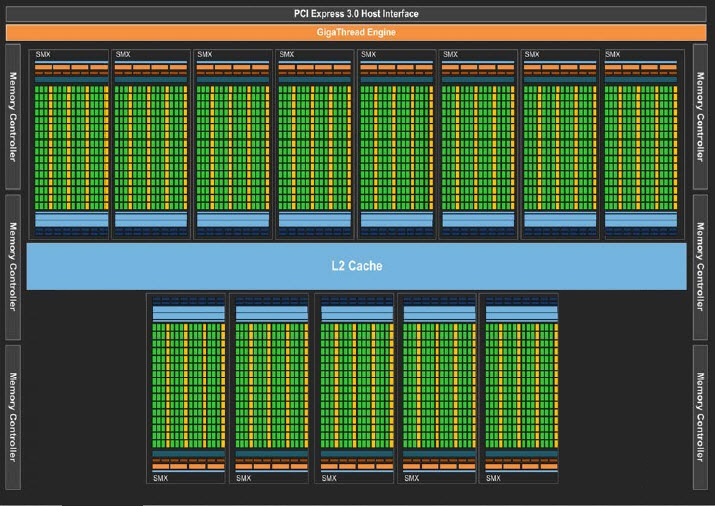 PCI Express 3.0 Host Interface
GigaThread Engine
SMX SMX SMX SMX SMX SMX SMX SMX
Memory Controller
Memory Controller
Memory Controller
Memory Controller
L2 Cache
Memory Controller
Memory Controller
SMX SMX SMX SMX SMX